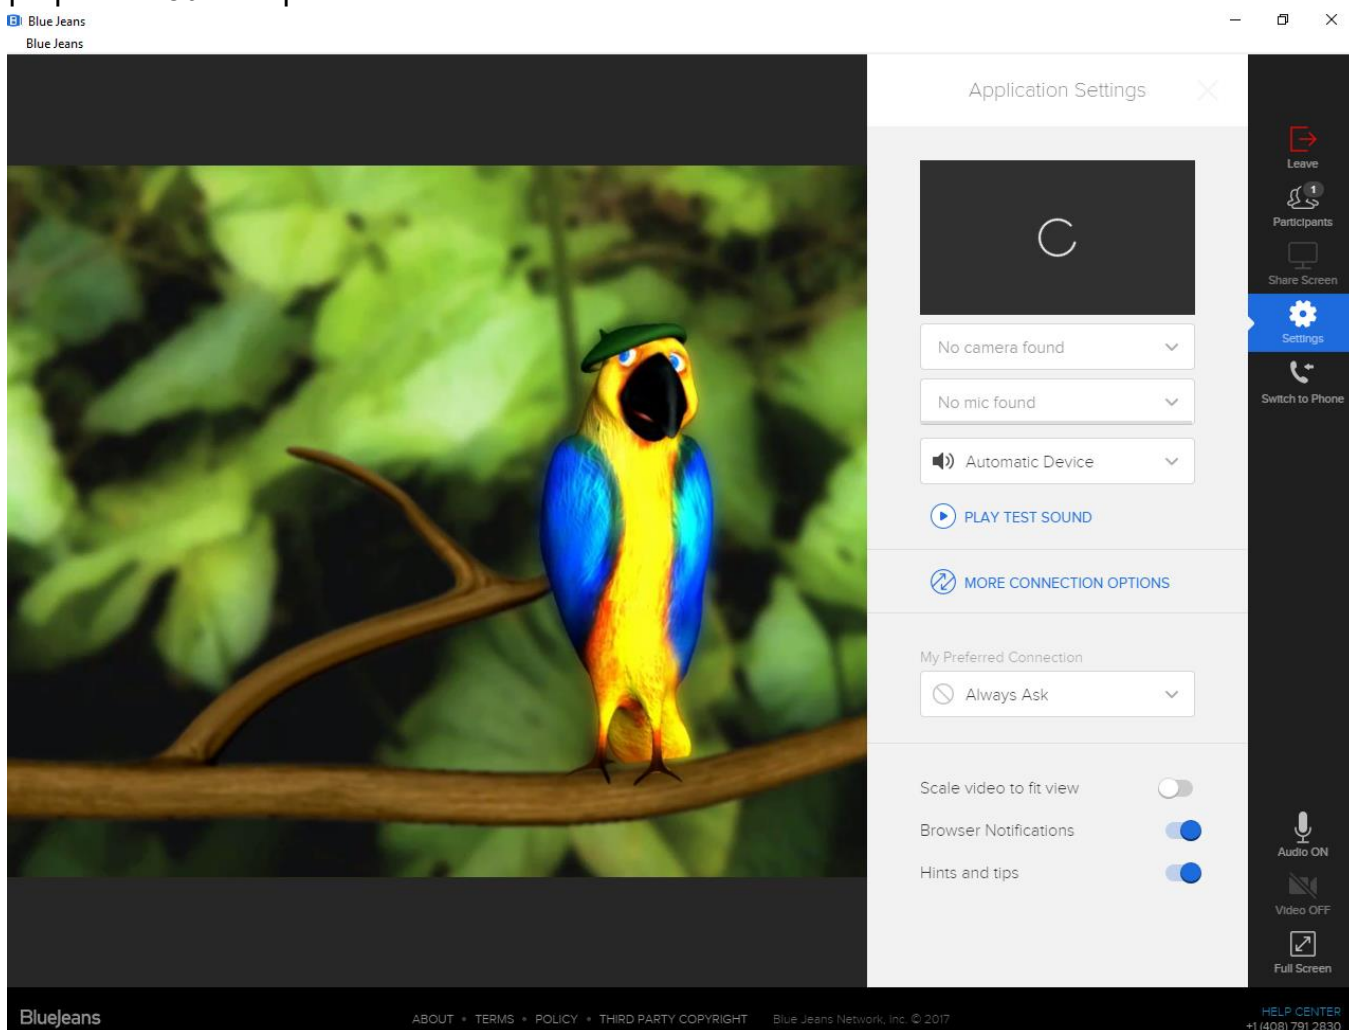 Blue Jeans
Blue Jeans
Application Settings
Leave
1
Participants
Share Screen
No camera found
Settings
No mic found
Switch to Phone
Automatic Device
PLAY TEST SOUND
MORE CONNECTION OPTIONS
My Preferred Connection
Always Ask
Scale video to fit view
Browser Notifications
Audio ON
Hints and tips
Video OFF
Full Screen
BlueJeans
ABOUT • TERMS • POLICY • THIRD PARTY COPYRIGHT Blue Jeans Network, Inc. © 2017
HELP CENTER
+1 (408) 791 2830